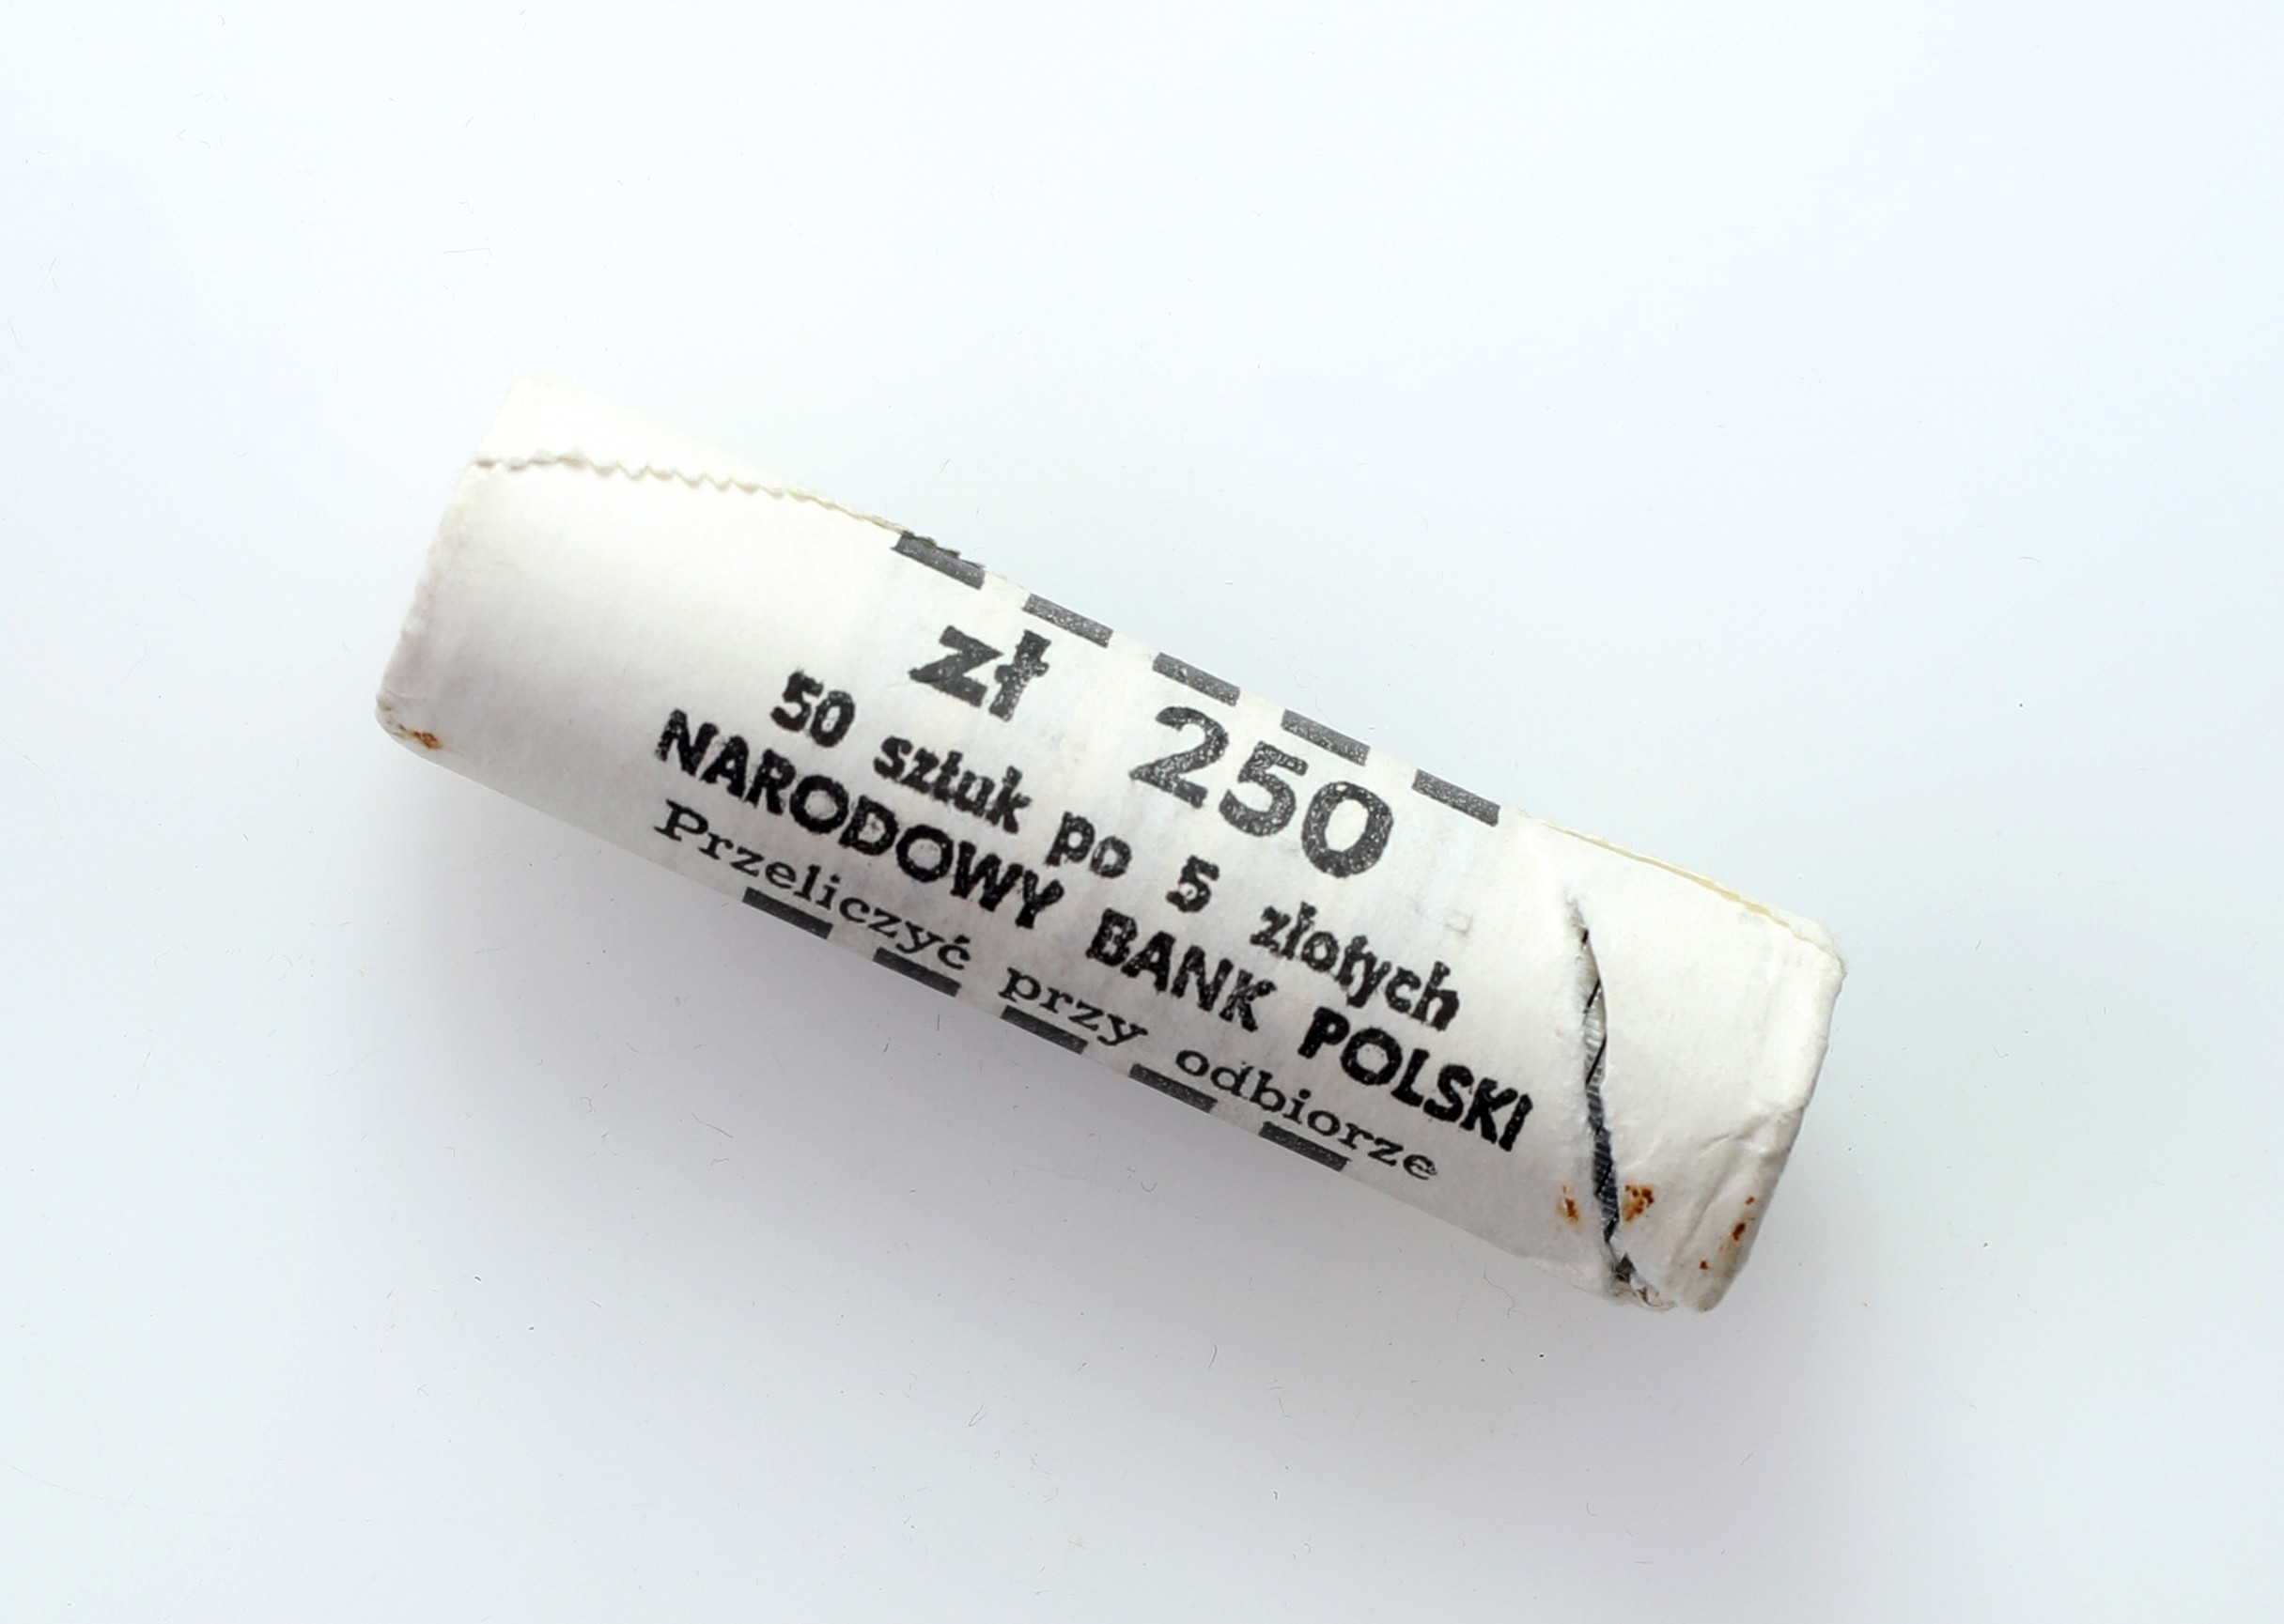 zł 250
50 sztuk po 5 złotych
NARODOWY BANK POLSKI
Przeliczyć przy odbiorze